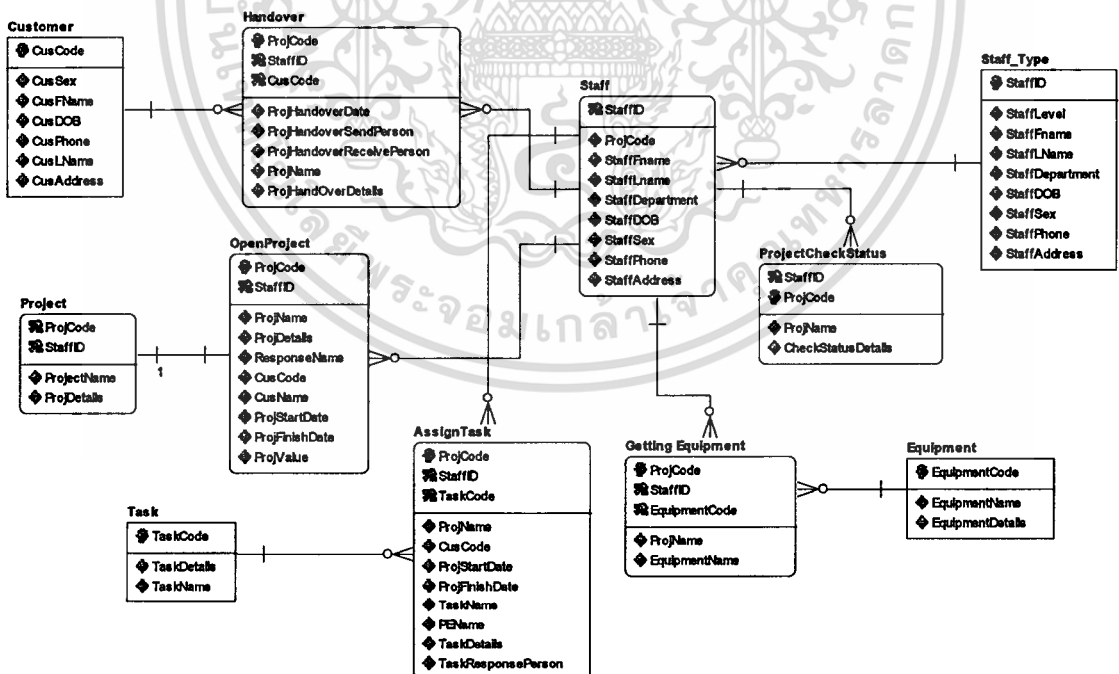 Customer
CusCode
CusSex
CusFName
CusDOB
CusPhone
CusLName
CusAddress
Handover
ProjCode
StaffID
CusCode
ProjHandoverDate
ProjHandoverSendPerson
ProjHandoverReceivePerson
ProjName
ProjHandOverDetails
Staff
StaffID
ProjCode
StaffFname
StaffLname
StaffDepartment
StaffDOB
StaffSex
StaffPhone
StaffAddress
Staff_Type
StaffID
StaffLevel
StaffFname
StaffLName
StaffDepartment
StaffDOB
StaffSex
StaffPhone
StaffAddress
OpenProject
ProjCode
StaffID
ProjName
ProjDetails
ResponseName
CusCode
CusName
ProjStartDate
ProjFinishDate
ProjValue
ProjectCheckStatus
StaffID
ProjCode
ProjName
CheckStatusDetails
Project
ProjCode
StaffID
ProjectName
ProjDetails
1
AssignTask
ProjCode
StaffID
TaskCode
ProjName
CusCode
ProjStartDate
ProjFinishDate
TaskName
PEName
TaskDetails
TaskResponsePerson
Getting Equipment
ProjCode
StaffID
EquipmentCode
ProjName
EquipmentName
Equipment
EquipmentCode
EquipmentName
EquipmentDetails
Task
TaskCode
TaskDetails
TaskName